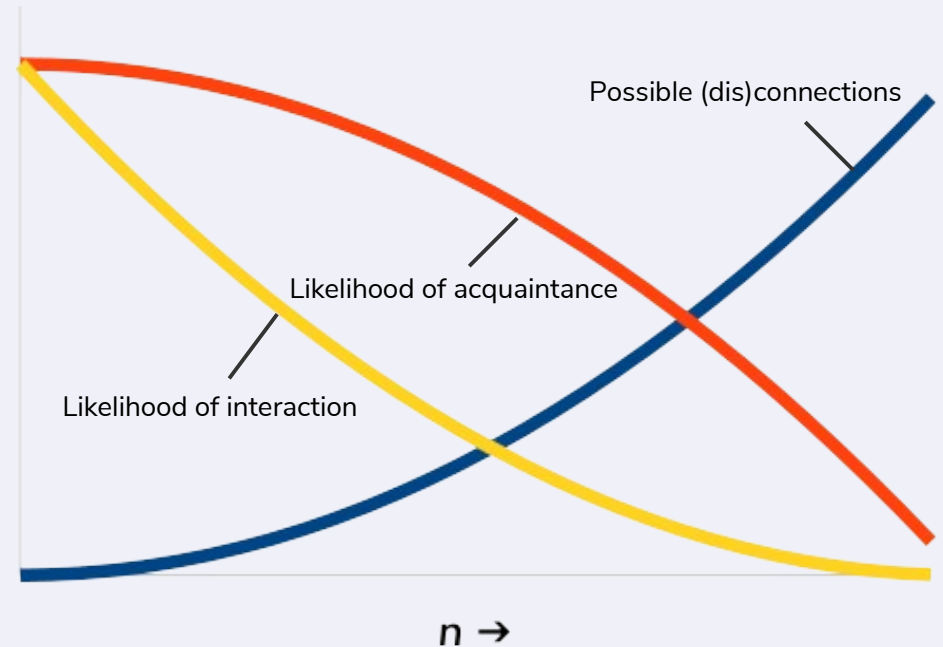 Possible (dis)connections
Likelihood of acquaintance
Likelihood of interaction
n →